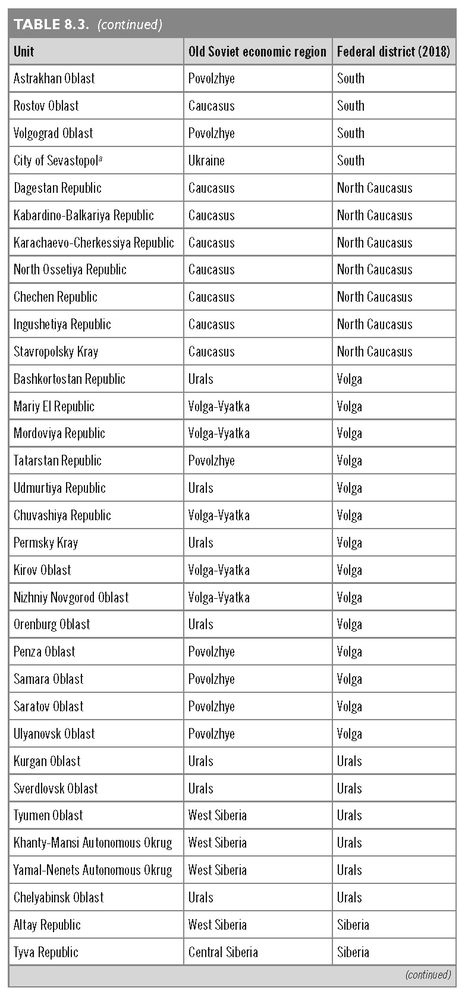 TABLE 8.3. (continued)
Unit Old Soviet economic region Federal district (2018)
Astrakhan Oblast Povolzhye South
Rostov Oblast Caucasus South
Volgograd Oblast Povolzhye South
City of Sevastopolᵃ Ukraine South
Dagestan Republic Caucasus North Caucasus
Kabardino-Balkariya Republic Caucasus North Caucasus
Karachaevo-Cherkessiya Republic Caucasus North Caucasus
North Ossetiya Republic Caucasus North Caucasus
Chechen Republic Caucasus North Caucasus
Ingushetiya Republic Caucasus North Caucasus
Stavropolsky Kray Caucasus North Caucasus
Bashkortostan Republic Urals Volga
Mariy El Republic Volga-Vyatka Volga
Mordoviya Republic Volga-Vyatka Volga
Tatarstan Republic Povolzhye Volga
Udmurtiya Republic Urals Volga
Chuvashiya Republic Volga-Vyatka Volga
Permsky Kray Urals Volga
Kirov Oblast Volga-Vyatka Volga
Nizhniy Novgorod Oblast Volga-Vyatka Volga
Orenburg Oblast Urals Volga
Penza Oblast Povolzhye Volga
Samara Oblast Povolzhye Volga
Saratov Oblast Povolzhye Volga
Ulyanovsk Oblast Povolzhye Volga
Kurgan Oblast Urals Urals
Sverdlovsk Oblast Urals Urals
Tyumen Oblast West Siberia Urals
Khanty-Mansi Autonomous Okrug West Siberia Urals
Yamal-Nenets Autonomous Okrug West Siberia Urals
Chelyabinsk Oblast Urals Urals
Altay Republic West Siberia Siberia
Tyva Republic Central Siberia Siberia
(continued)